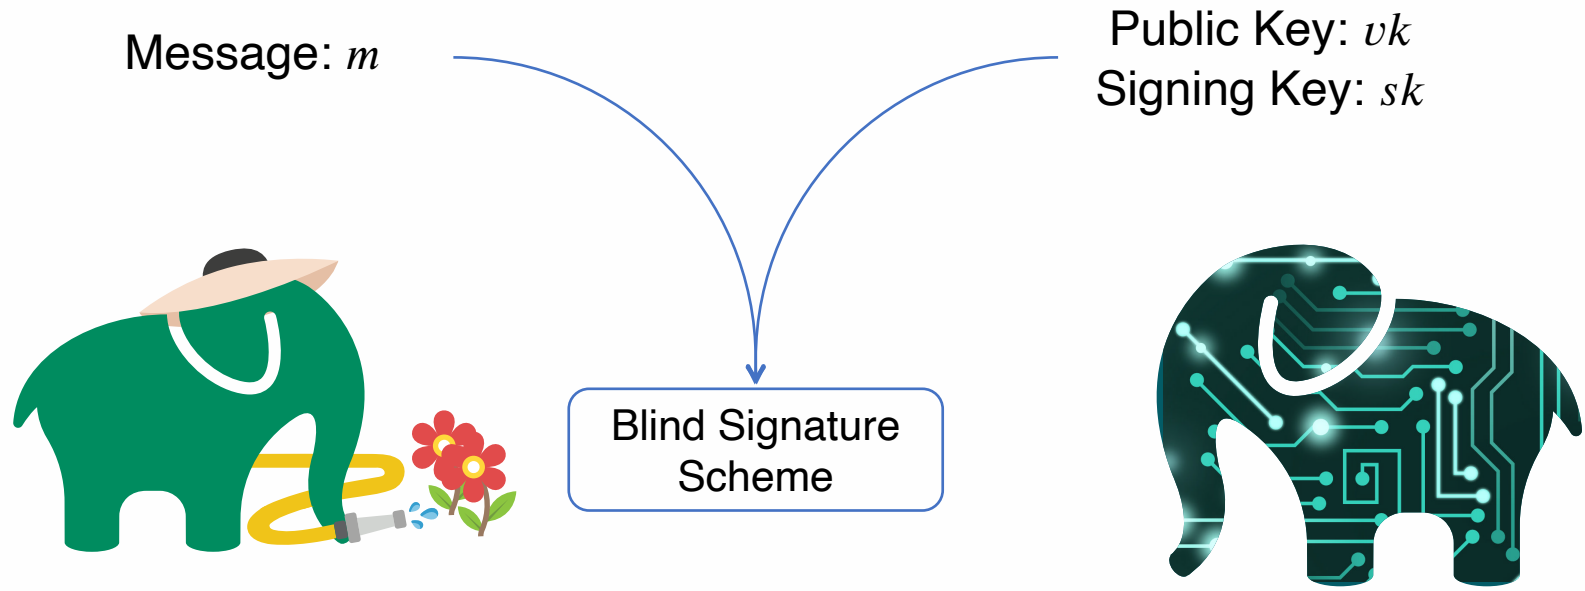 Message: m
Public Key: vk
Signing Key: sk
Blind Signature
Scheme